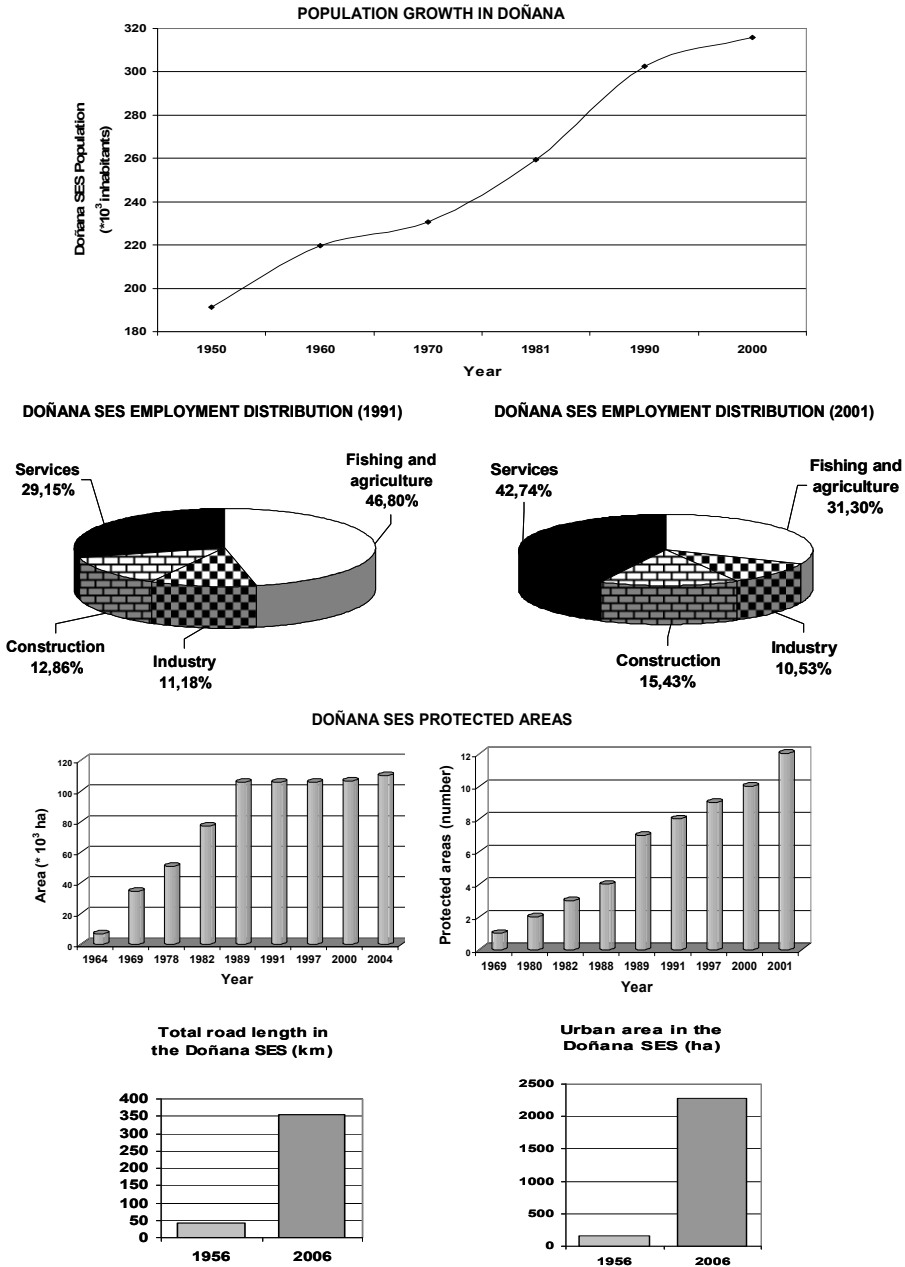 POPULATION GROWTH IN DOÑANA
Doñana SES Population
(*10³ inhabitants)
320
300
280
260
240
220
200
180
1950 1960 1970 1981 1990 2000
Year
DOÑANA SES EMPLOYMENT DISTRIBUTION (1991)
Services
29,15%
Fishing and
agriculture
46,80%
Construction
12,86%
Industry
11,18%
DOÑANA SES EMPLOYMENT DISTRIBUTION (2001)
Services
42,74%
Fishing and
agriculture
31,30%
Construction
15,43%
Industry
10,53%
DOÑANA SES PROTECTED AREAS
Area (* 10³ ha)
120
100
80
60
40
20
0
1964 1969 1978 1982 1989 1991 1997 2000 2004
Year
Protected areas (number)
12
10
8
6
4
2
0
1969 1980 1982 1988 1989 1991 1997 2000 2001
Year
Total road length in
the Doñana SES (km)
400
350
300
250
200
150
100
50
0
1956 2006
Urban area in the
Doñana SES (ha)
2500
2000
1500
1000
500
0
1956 2006